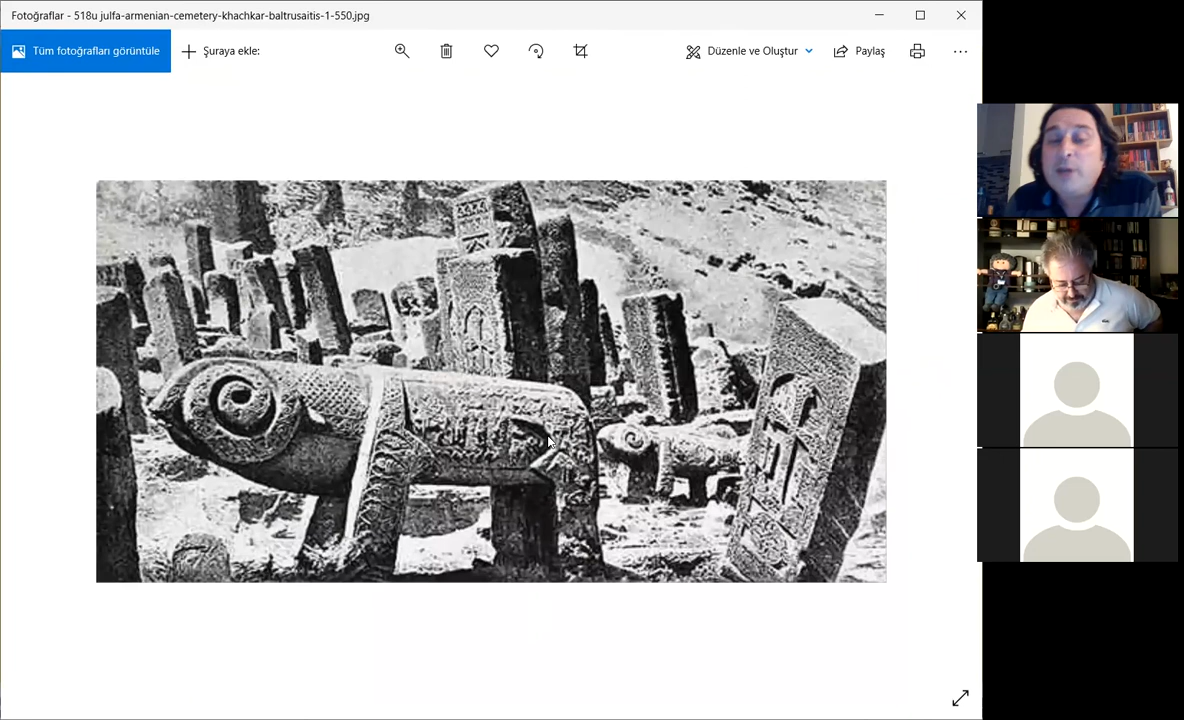 Fotoğraflar - 518u julfa-armenian-cemetery-khachkar-baltrusaitis-1-550.jpg
Tüm fotoğrafları görüntüle
Şuraya ekle:
Düzenle ve Oluştur
Paylaş